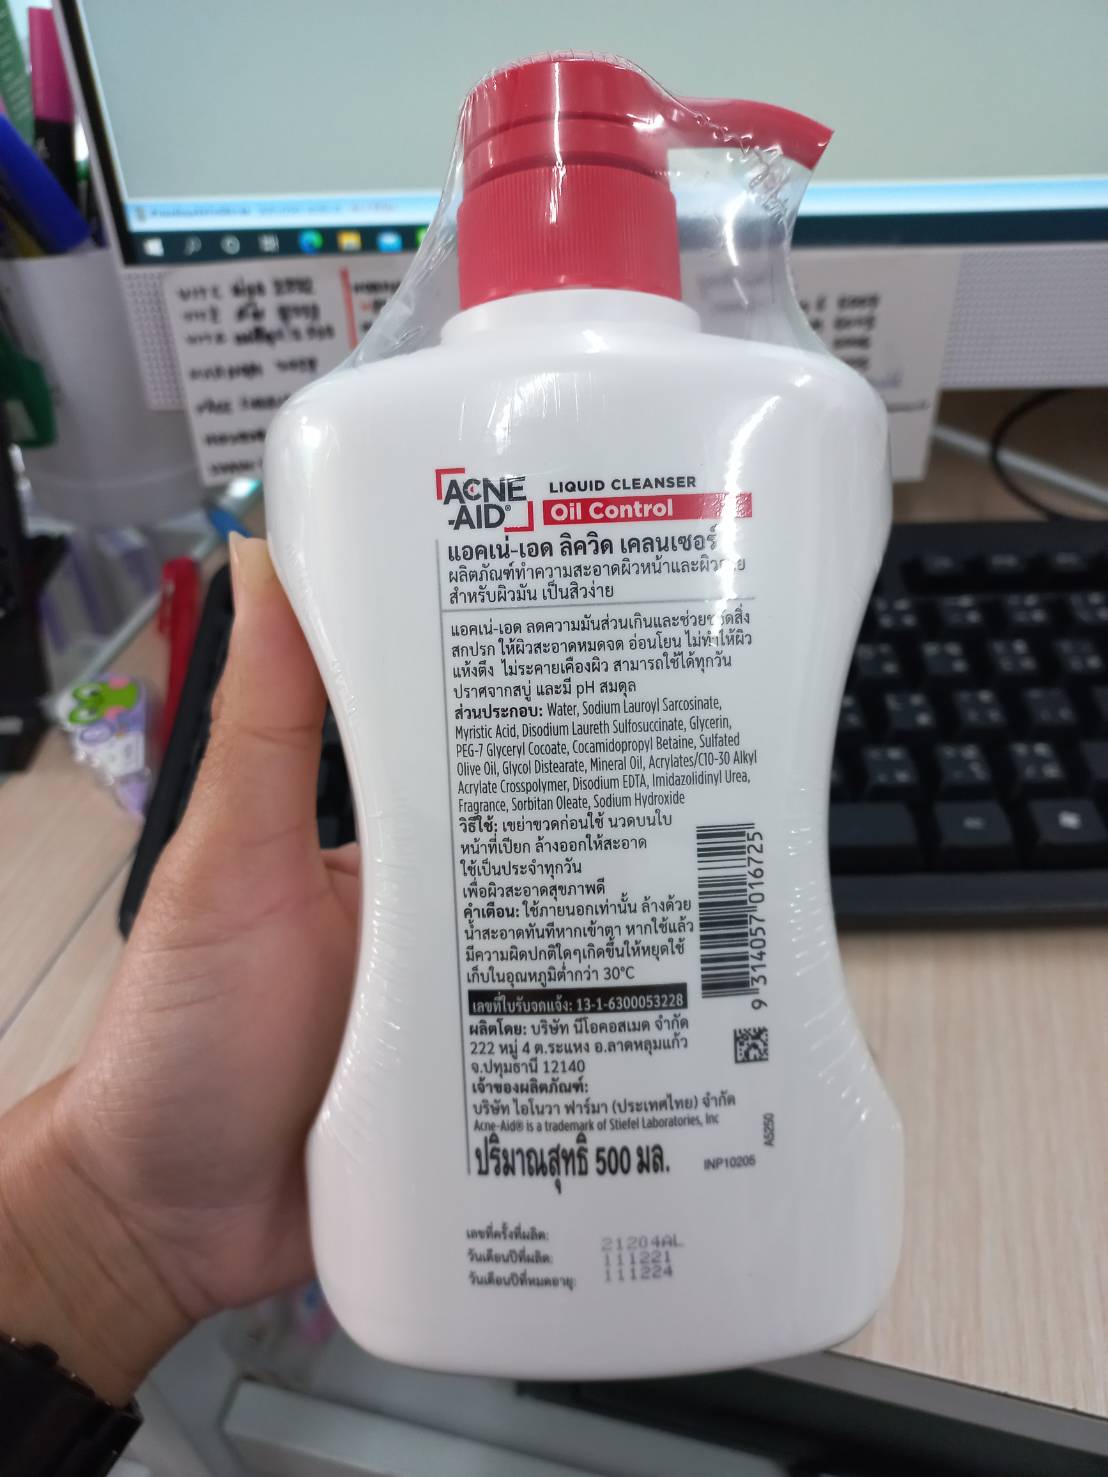 ACNE
-AID®
LIQUID CLEANSER
Oil Control
แอคเน่-เอด ลิควิด เคลนเซอร์
ผลิตภัณฑ์ทำความสะอาดผิวหน้าและผิวกาย
สำหรับผิวมัน เป็นสิวง่าย
แอคเน่-เอด ลดความมันส่วนเกินและช่วยขจัดสิ่ง
สกปรก ให้ผิวสะอาดหมดจด อ่อนโยน ไม่ทำให้ผิว
แห้งตึง ไม่ระคายเคืองผิว สามารถใช้ได้ทุกวัน
ปราศจากสบู่ และมี pH สมดุล
ส่วนประกอบ: Water, Sodium Lauroyl Sarcosinate,
Myristic Acid, Disodium Laureth Sulfosuccinate, Glycerin,
PEG-7 Glyceryl Cocoate, Cocamidopropyl Betaine, Sulfated
Olive Oil, Glycol Distearate, Mineral Oil, Acrylates/C10-30 Alkyl
Acrylate Crosspolymer, Disodium EDTA, Imidazolidinyl Urea,
Fragrance, Sorbitan Oleate, Sodium Hydroxide
วิธีใช้: เขย่าขวดก่อนใช้ นวดบนใบ
หน้าที่เปียก ล้างออกให้สะอาด
ใช้เป็นประจำทุกวัน
เพื่อผิวสะอาดสุขภาพดี
คำเตือน: ใช้ภายนอกเท่านั้น ล้างด้วย
น้ำสะอาดทันทีหากเข้าตา หากใช้แล้ว
มีความผิดปกติใดๆเกิดขึ้นให้หยุดใช้
เก็บในอุณหภูมิต่ำกว่า 30°C
เลขที่ใบรับจดแจ้ง: 13-1-6300053228
ผลิตโดย: บริษัท นีโอคอสเมด จำกัด
222 หมู่ 4 ต.ระแหง อ.ลาดหลุมแก้ว
จ.ปทุมธานี 12140
เจ้าของผลิตภัณฑ์:
บริษัท ไอโนวา ฟาร์มา (ประเทศไทย) จำกัด
Acne-Aid® is a trademark of Stiefel Laboratories, Inc
ปริมาณสุทธิ 500 มล.
9 314057 016725
AS250
INP10205
เลขที่ครั้งที่ผลิต: 21204AL
วันเดือนปีที่ผลิต: 111221
วันเดือนปีที่หมดอายุ: 111224